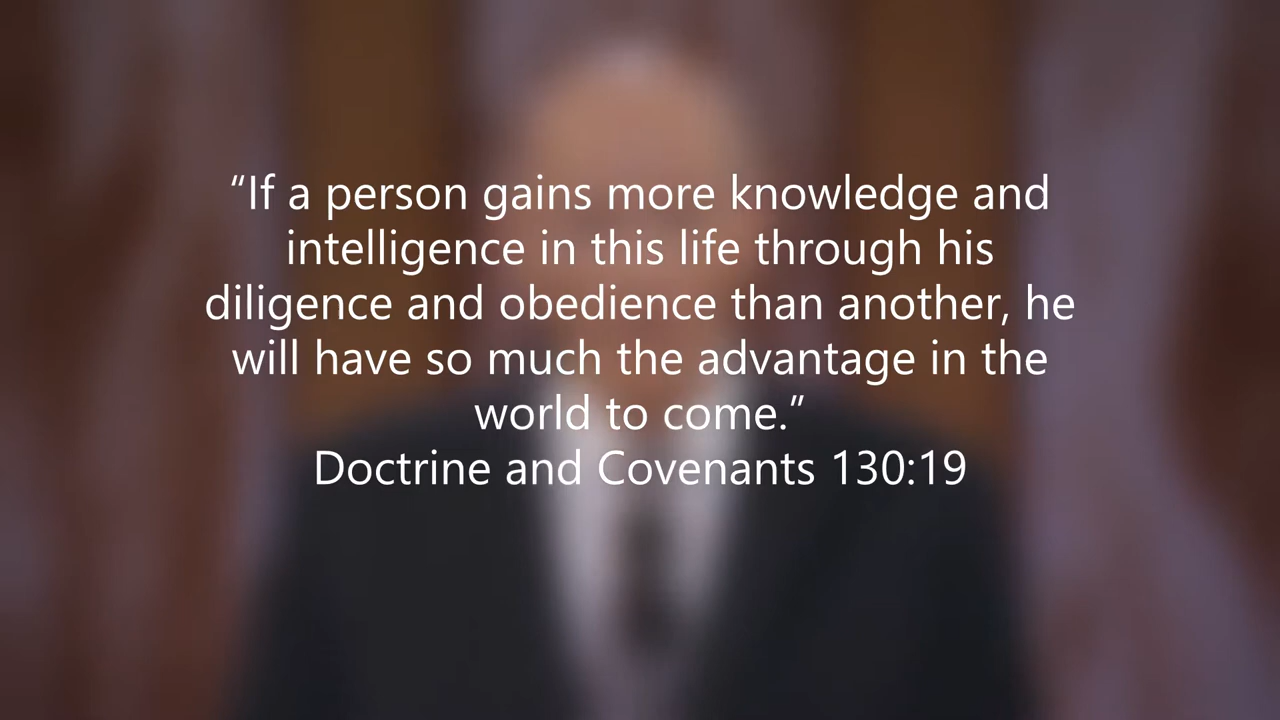 “If a person gains more knowledge and
intelligence in this life through his
diligence and obedience than another, he
will have so much the advantage in the
world to come.”
Doctrine and Covenants 130:19